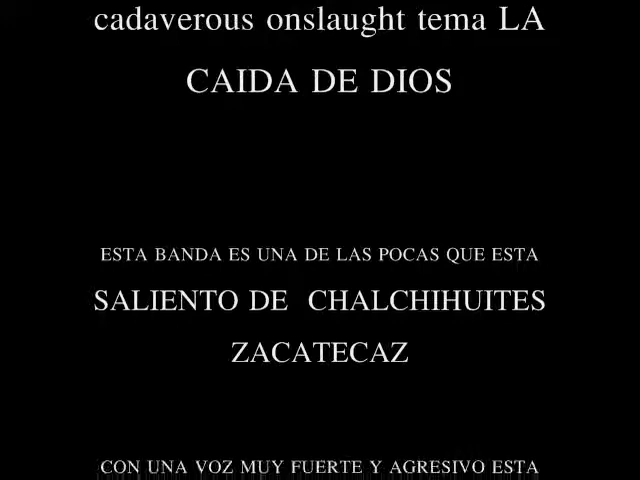 cadaverous onslaught tema LA
CAIDA DE DIOS
ESTA BANDA ES UNA DE LAS POCAS QUE ESTA
SALIENTO DE CHALCHIHUITES
ZACATECAZ
CON UNA VOZ MUY FUERTE Y AGRESIVO ESTA